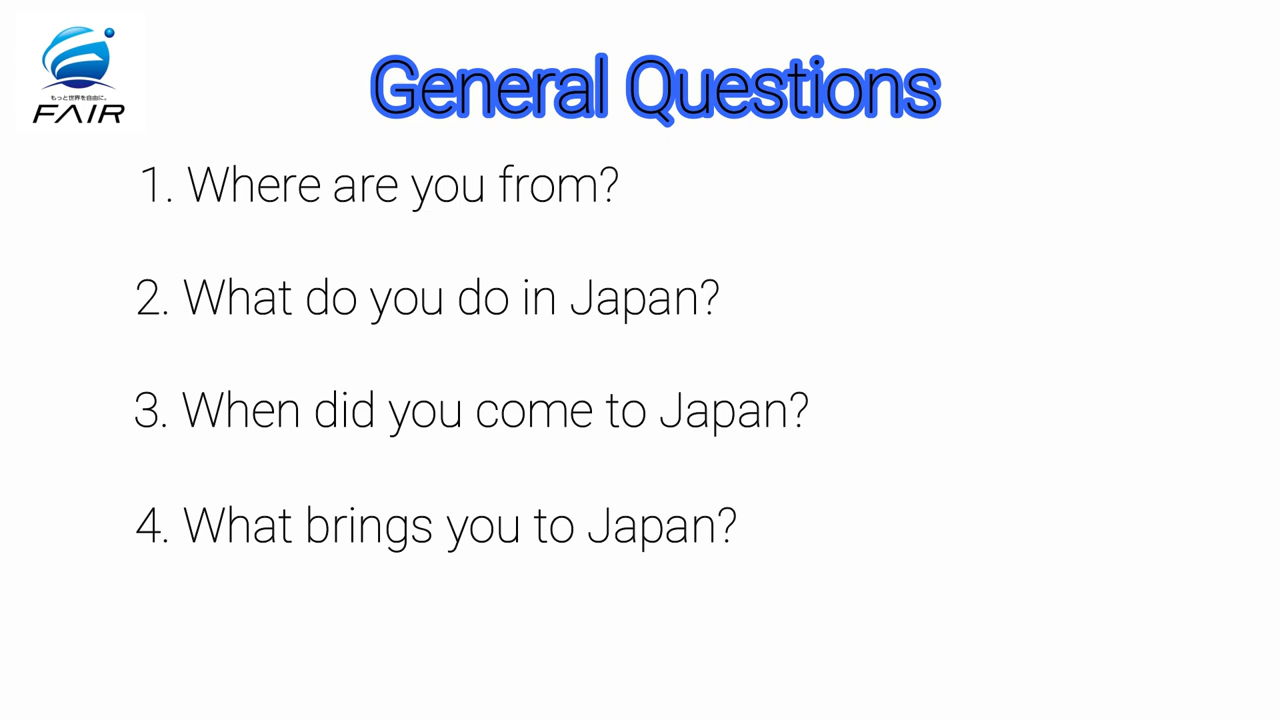 もっと世界を自由に。
FAIR
General Questions
1. Where are you from?
2. What do you do in Japan?
3. When did you come to Japan?
4. What brings you to Japan?